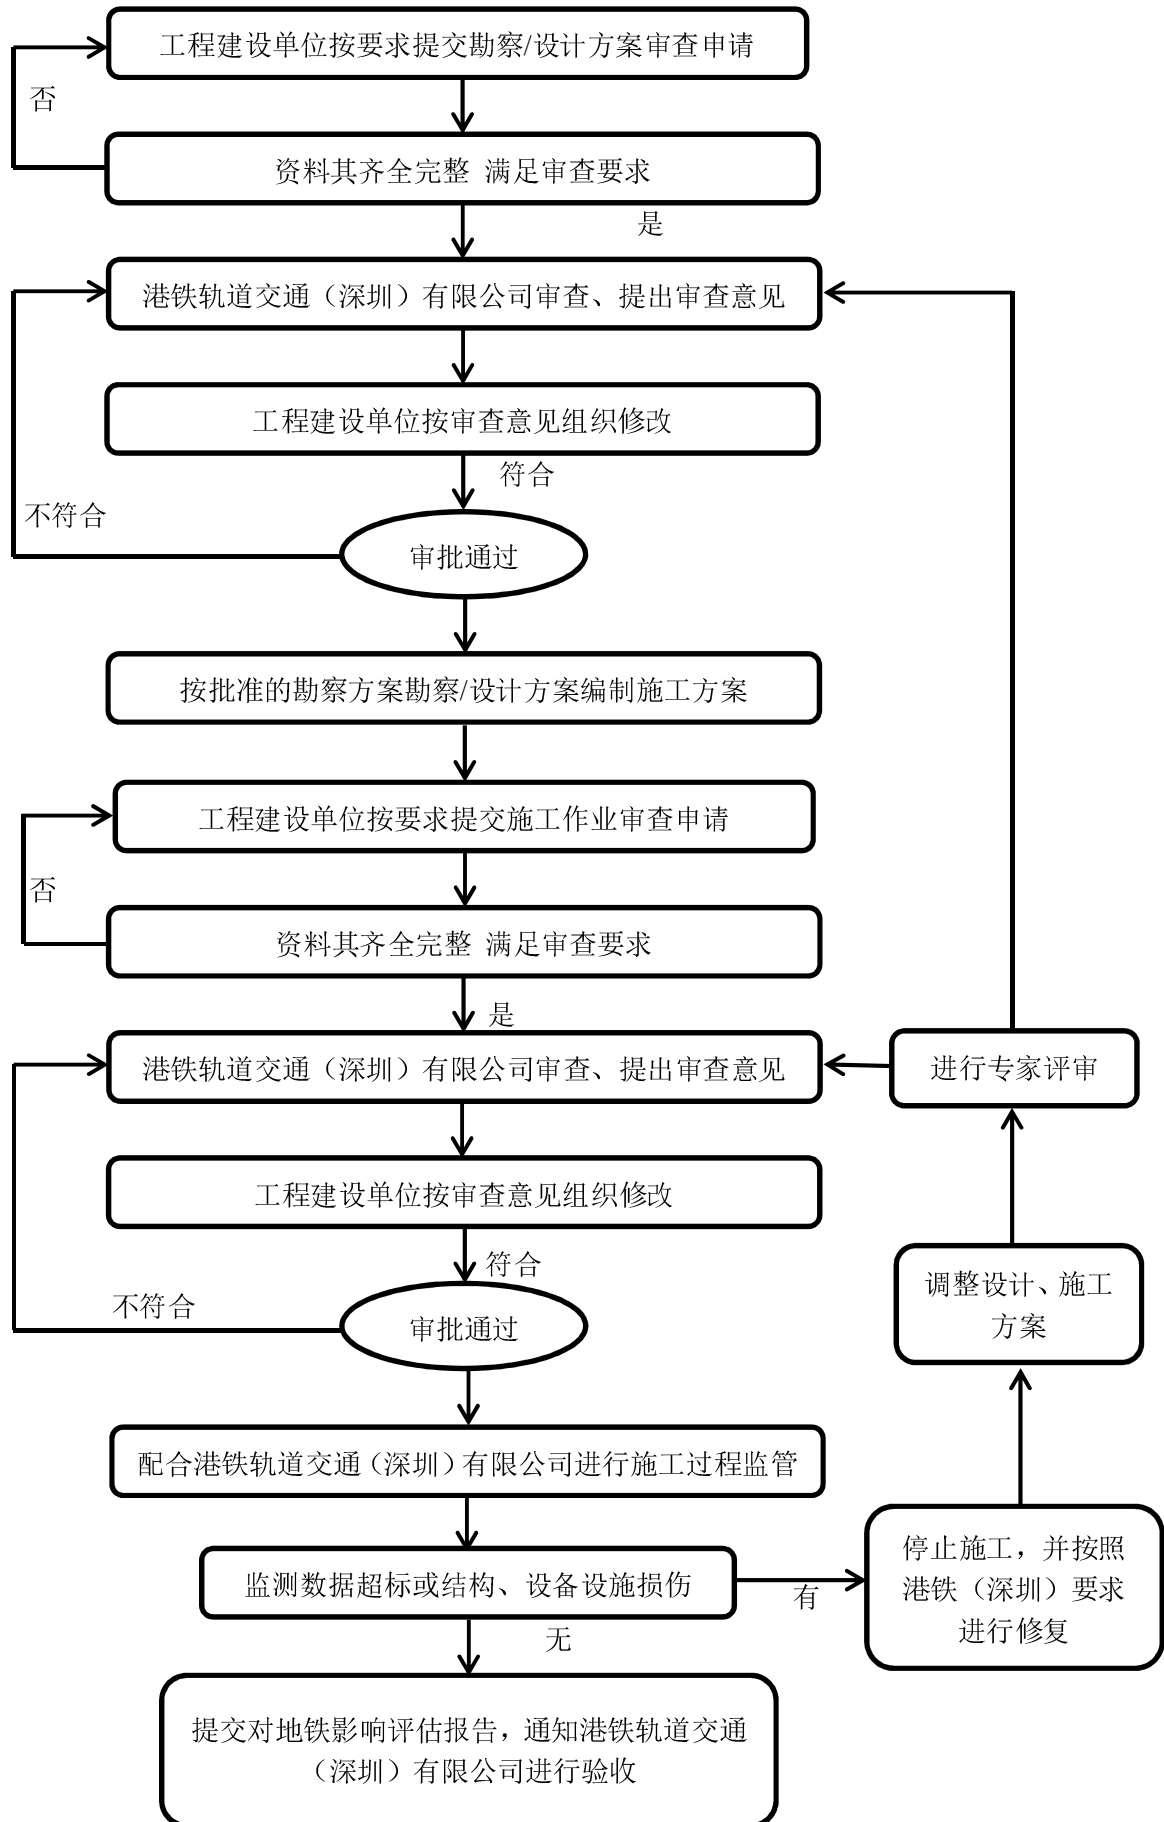 工程建设单位按要求提交勘察/设计方案审查申请
否
资料其齐全完整 满足审查要求
是
港铁轨道交通（深圳）有限公司审查、提出审查意见
工程建设单位按审查意见组织修改
符合
不符合
审批通过
按批准的勘察方案勘察/设计方案编制施工方案
工程建设单位按要求提交施工作业审查申请
否
资料其齐全完整 满足审查要求
是
港铁轨道交通（深圳）有限公司审查、提出审查意见
进行专家评审
工程建设单位按审查意见组织修改
符合
不符合
审批通过
调整设计、施工
方案
配合港铁轨道交通（深圳）有限公司进行施工过程监管
监测数据超标或结构、设备设施损伤
有
停止施工，并按照
港铁（深圳）要求
进行修复
无
提交对地铁影响评估报告，通知港铁轨道交通
（深圳）有限公司进行验收